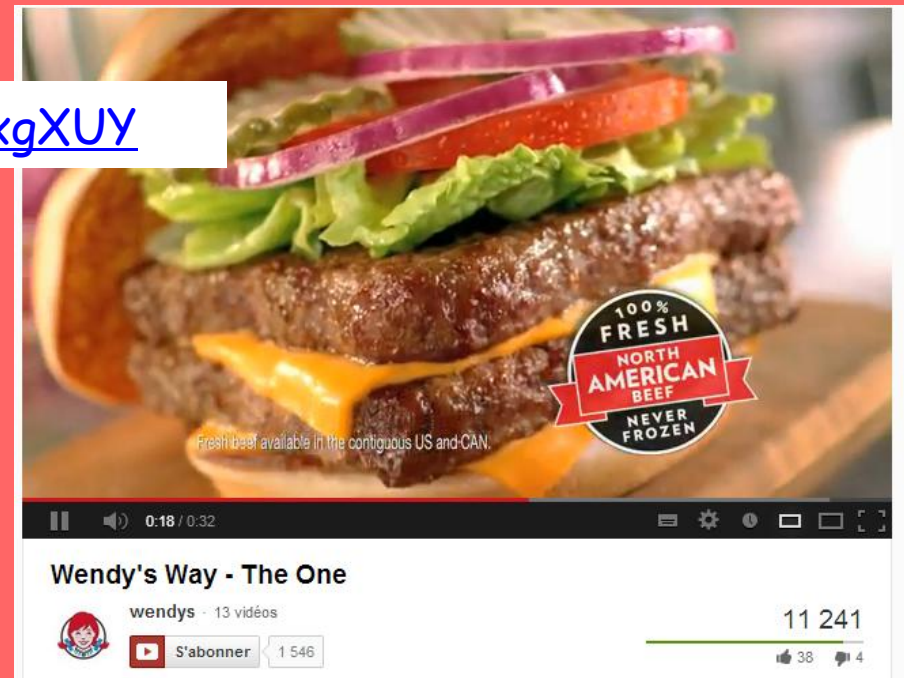 xgXUY
100%
FRESH
NORTH
AMERICAN
BEEF
NEVER
FROZEN
Fresh beef available in the contiguous US and CAN.
0:18 / 0:32
Wendy's Way - The One
wendys · 13 vidéos
11 241
S'abonner
1 546
38
4